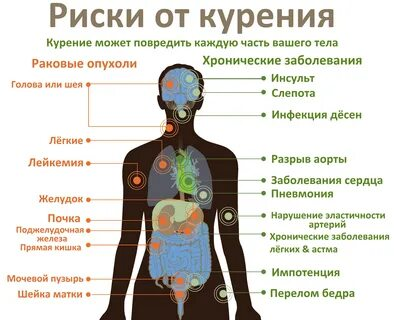 Риски от курения
Курение может повредить каждую часть вашего тела
Раковые опухоли
Голова или шея
Лёгкие
Лейкемия
Желудок
Почка
Поджелудочная
железа
Прямая кишка
Мочевой пузырь
Шейка матки
Хронические заболевания
Инсульт
Слепота
Инфекция дёсен
Разрыв аорты
Заболевания сердца
Пневмония
Нарушение эластичности
артерий
Хронические заболевания
лёгких & астма
Импотенция
Перелом бедра